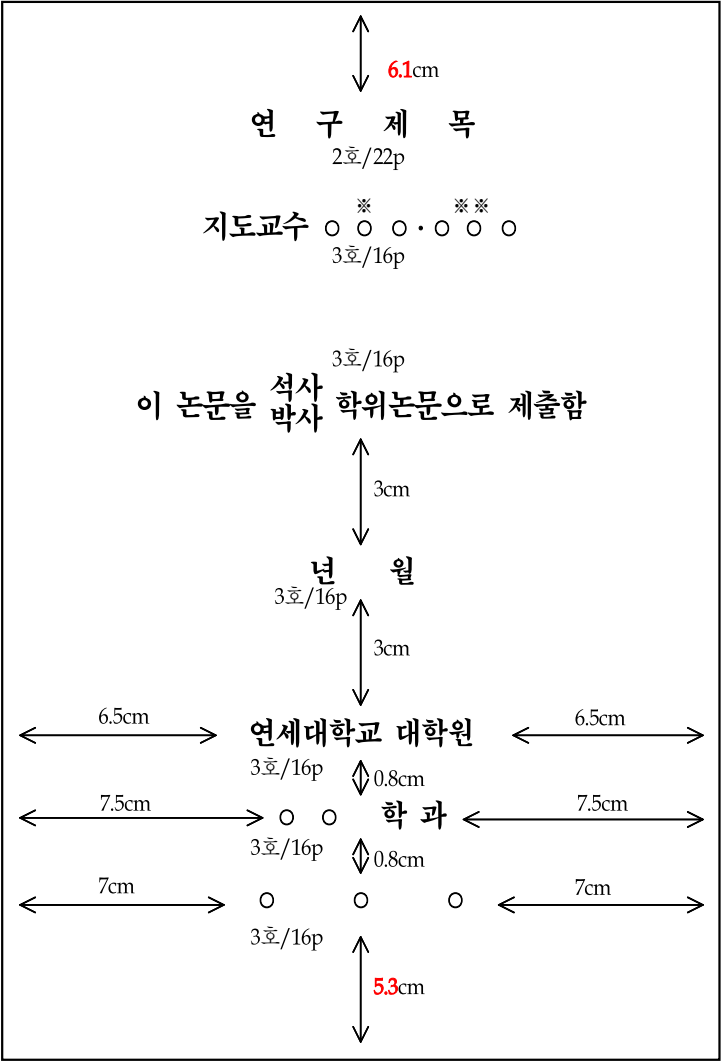 6.1cm
연 구 제 목
2호/22p
※ ※※
지도교수 ○ ○ ○·○ ○ ○
3호/16p
3호/16p
이 논문을 석사 학위논문으로 제출함
박사
3cm
년 월
3호/16p
3cm
6.5cm 연세대학교 대학원 6.5cm
3호/16p 0.8cm
7.5cm ○ ○ 학 과 7.5cm
3호/16p 0.8cm
7cm ○ ○ ○ 7cm
3호/16p
5.3cm